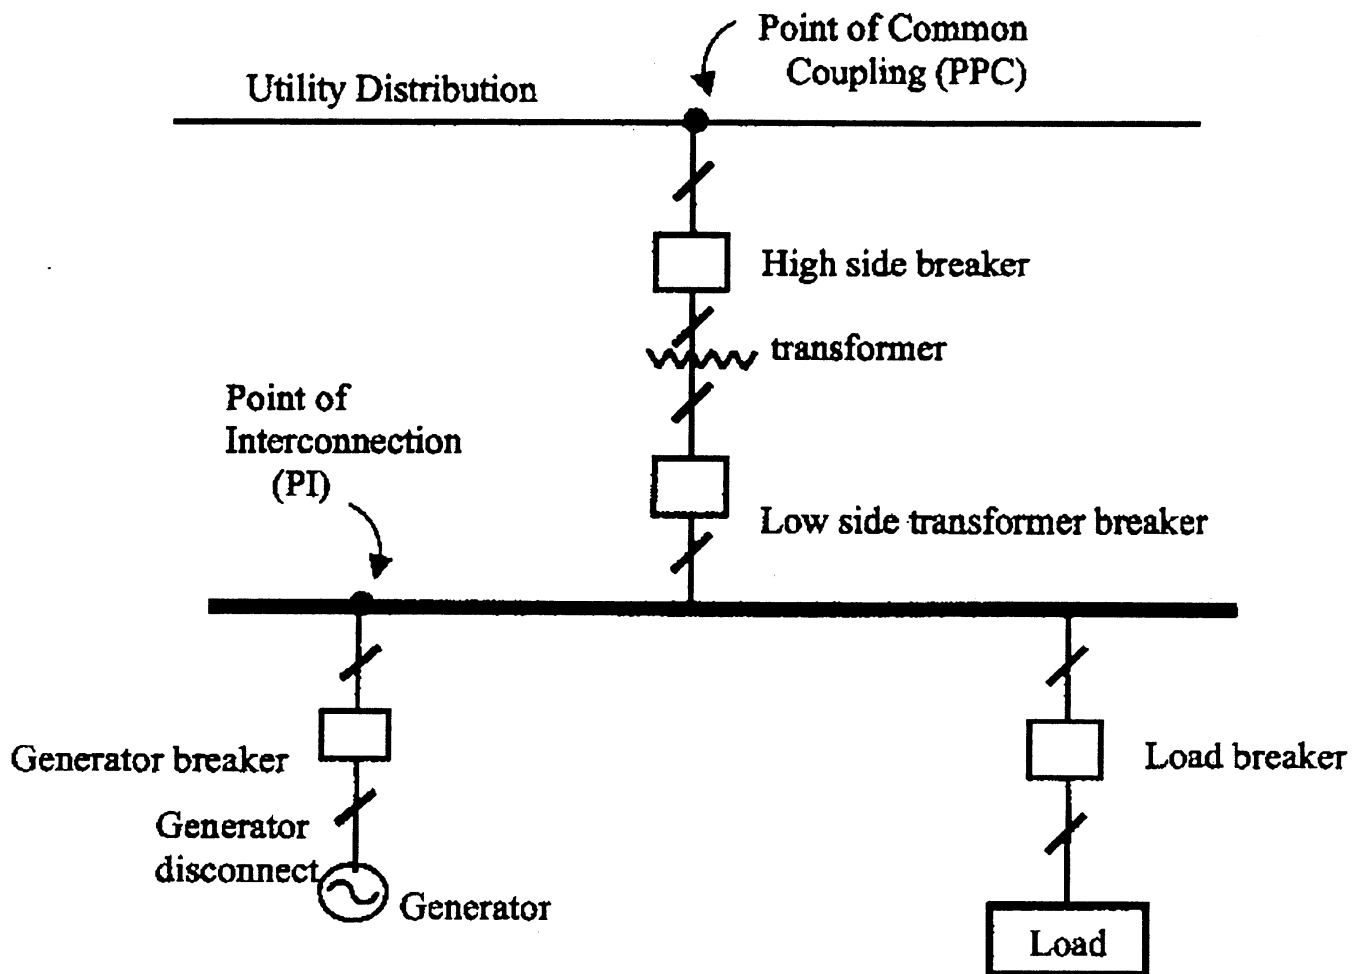 Point of Common
Coupling (PPC)
Utility Distribution
High side breaker
transformer
Point of
Interconnection
(PI)
Low side transformer breaker
Generator breaker
Load breaker
Generator
disconnect
Generator
Load